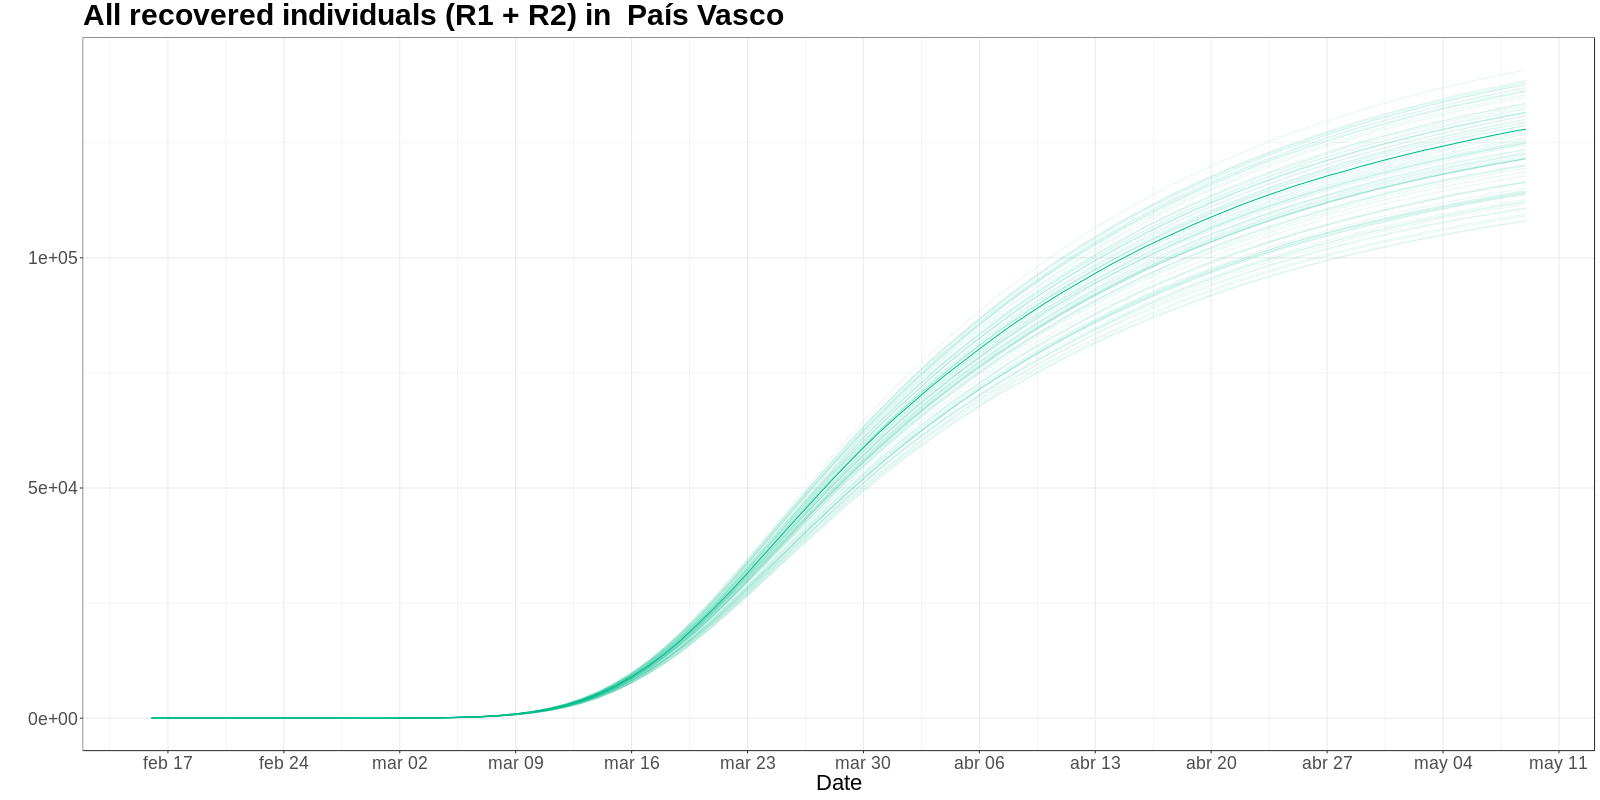 All recovered individuals (R1 + R2) in  País Vasco
1e+05
5e+04
0e+00
feb 17 feb 24 mar 02 mar 09 mar 16 mar 23 mar 30 abr 06 abr 13 abr 20 abr 27 may 04 may 11
Date